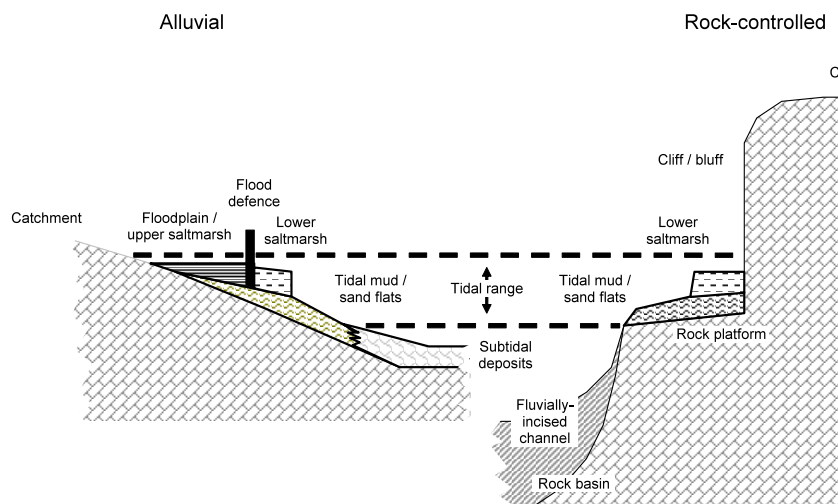 Alluvial
Rock-controlled
C
Cliff / bluff
Flood
defence
Catchment
Floodplain /
upper saltmarsh
Lower
saltmarsh
Lower
saltmarsh
Tidal mud /
sand flats
Tidal range
Tidal mud /
sand flats
Rock platform
Subtidal
deposits
Fluvially-
incised
channel
Rock basin